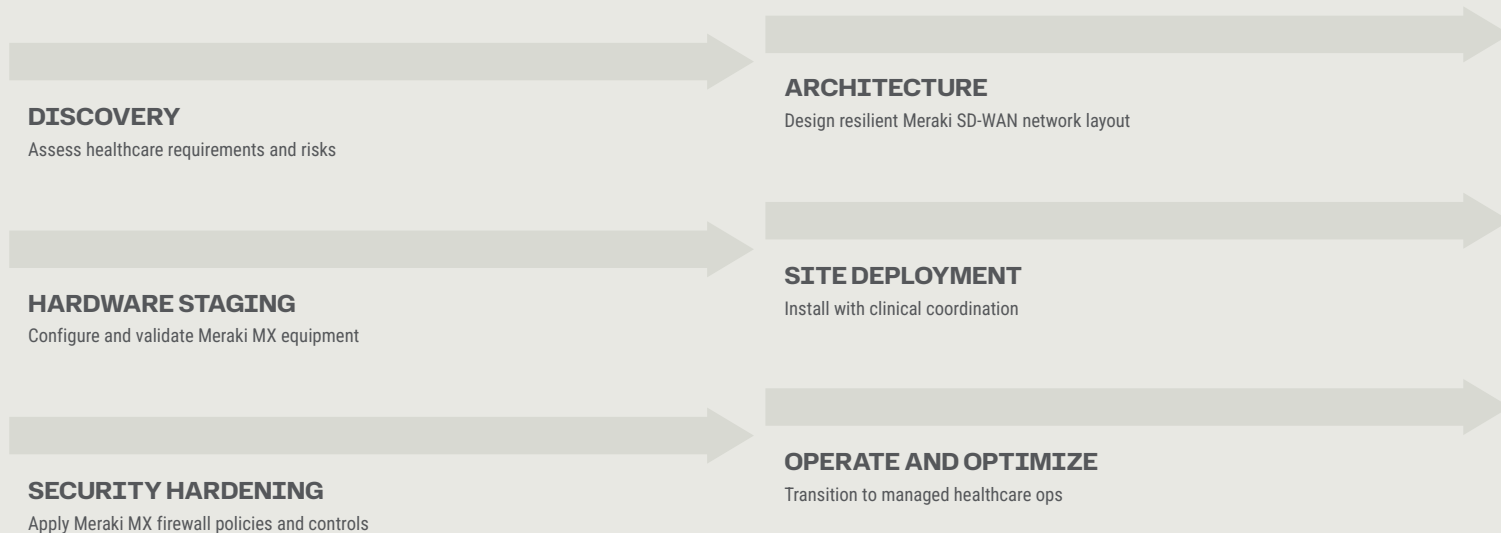 DISCOVERY
Assess healthcare requirements and risks
ARCHITECTURE
Design resilient Meraki SD-WAN network layout
HARDWARE STAGING
Configure and validate Meraki MX equipment
SITE DEPLOYMENT
Install with clinical coordination
SECURITY HARDENING
Apply Meraki MX firewall policies and controls
OPERATE AND OPTIMIZE
Transition to managed healthcare ops